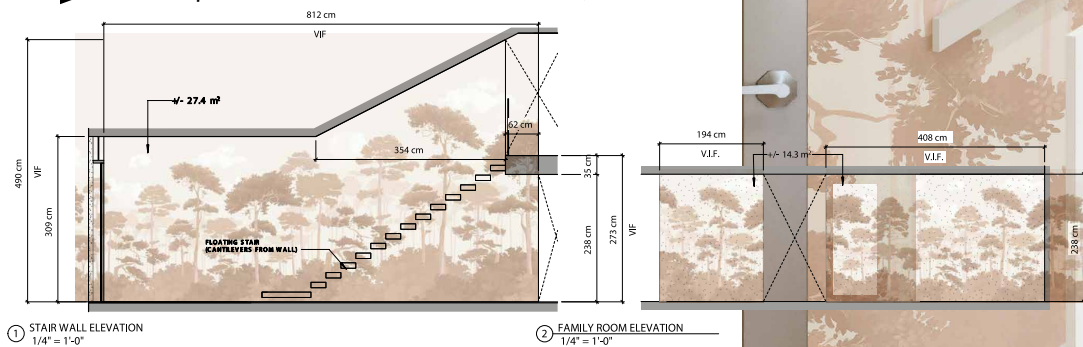 812 cm
VIF
+/- 27.4 m²
62 cm
354 cm
35 cm
490 cm
VIF
309 cm
FLOATING STAIR
(CANTILEVERS FROM WALL)
238 cm
273 cm
VIF
1 STAIR WALL ELEVATION
1/4" = 1'-0"
194 cm
V.I.F.
+/- 14.3 m²
408 cm
V.I.F.
238 cm
2 FAMILY ROOM ELEVATION
1/4" = 1'-0"